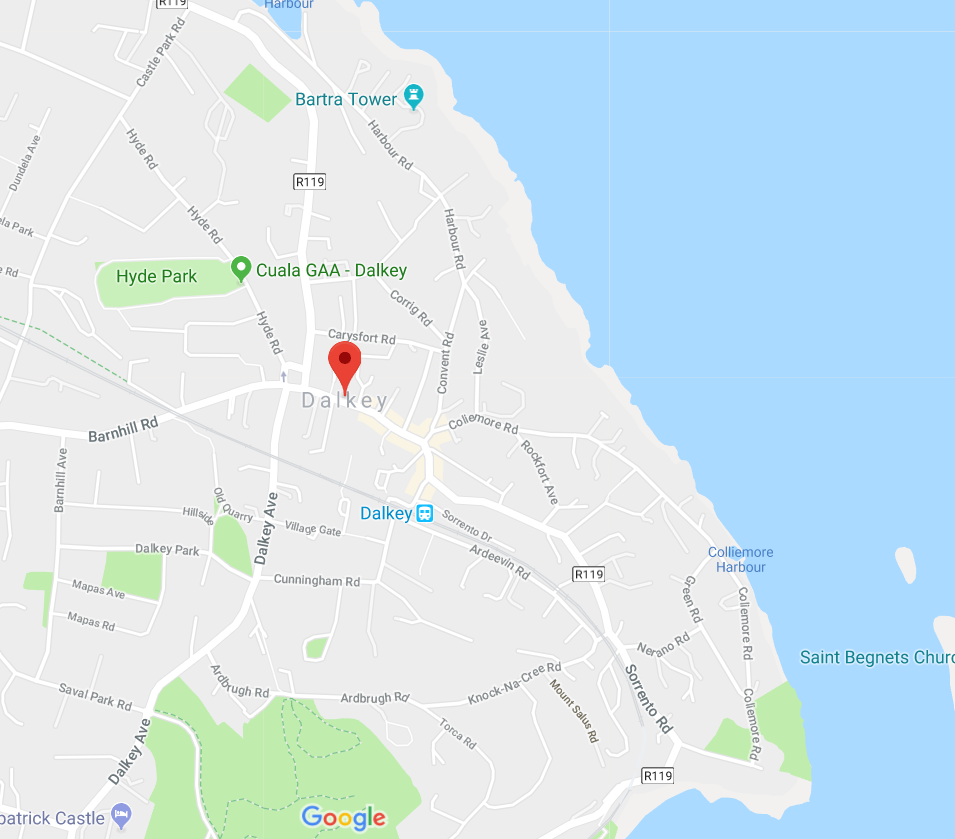 R119
Harbour
Castle Park Rd
Bartra Tower
Harbour Rd
Hyde Rd
Dundela Ave
R119
Hyde Rd
Harbour Rd
Cuala GAA - Dalkey
Hyde Park
Corrig Rd
Hyde Rd
Carysfort Rd
Convent Rd
Leslie Ave
Dalkey
Barnhill Rd
Coliemore Rd
Rockfort Ave
Barnhill Ave
Old Quarry
Hillside
Dalkey Ave
Village Gate
Dalkey
Sorrento Dr
Dalkey Park
Ardeevin Rd
Colliemore
Harbour
R119
Cunningham Rd
Mapas Ave
Green Rd
Coliemore Rd
Mapas Rd
Nerano Rd
Saint Begnets Churc
Ardbrugh Rd
Knock-Na-Cree Rd
Saval Park Rd
Ardbrugh Rd
Mount Salus Rd
Sorrento Rd
Coliemore Rd
Torca Rd
Dalkey Ave
R119
patrick Castle
Google